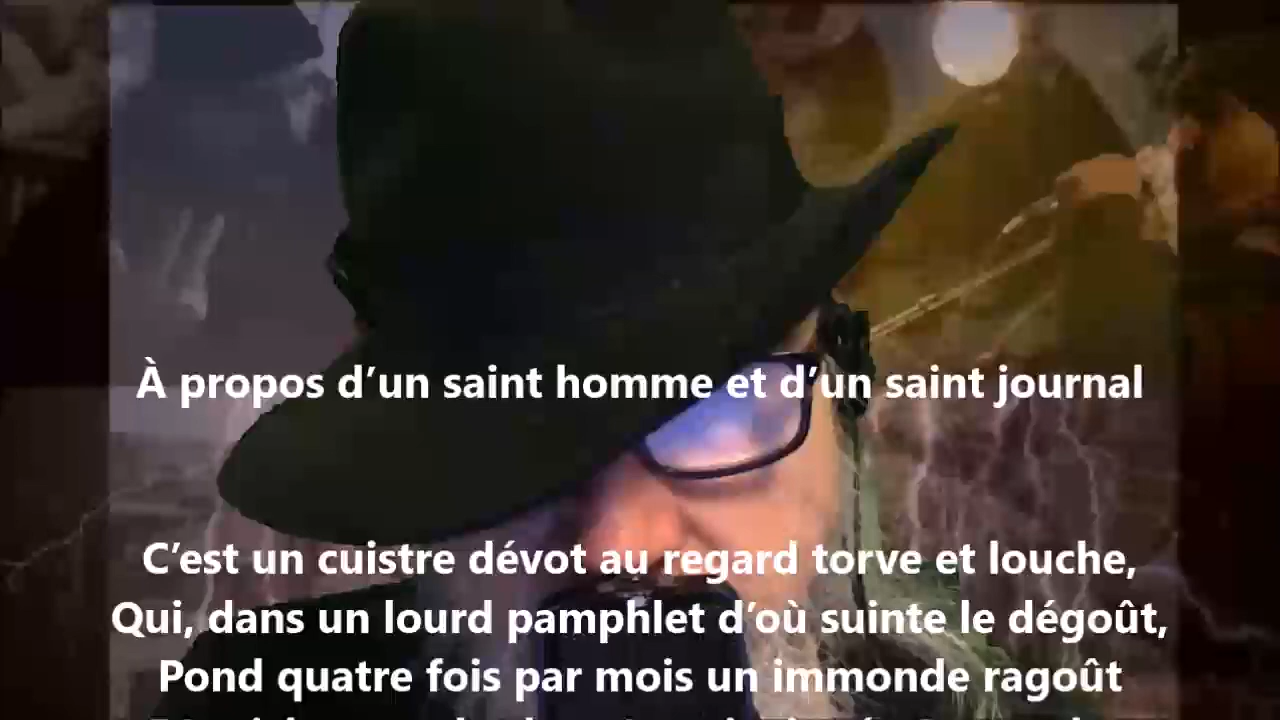 À propos d’un saint homme et d’un saint journal
C’est un cuistre dévot au regard torve et louche,
Qui, dans un lourd pamphlet d’où suinte le dégoût,
Pond quatre fois par mois un immonde ragoût